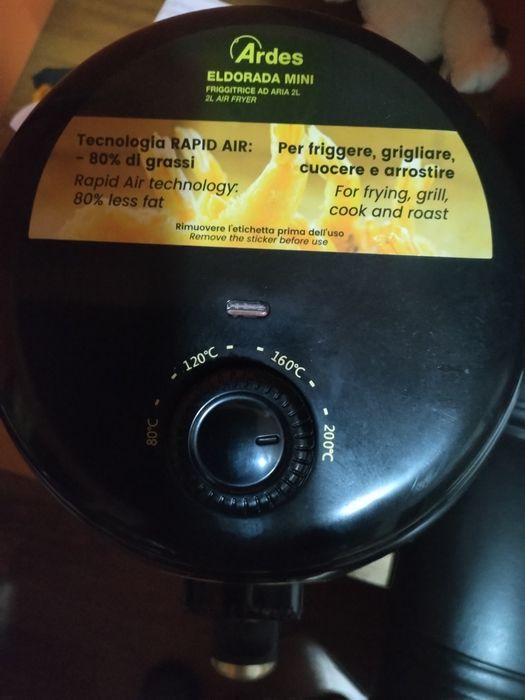 Ardes
ELDORADA MINI
FRIGGITRICE AD ARIA 2L
2L AIR FRYER
Tecnologia RAPID AIR:
- 80% di grassi
Rapid Air technology:
80% less fat
Per friggere, grigliare,
cuocere e arrostire
For frying, grill,
cook and roast
Rimuovere l'etichetta prima dell'uso
Remove the sticker before use
80°C
120°C
160°C
200°C